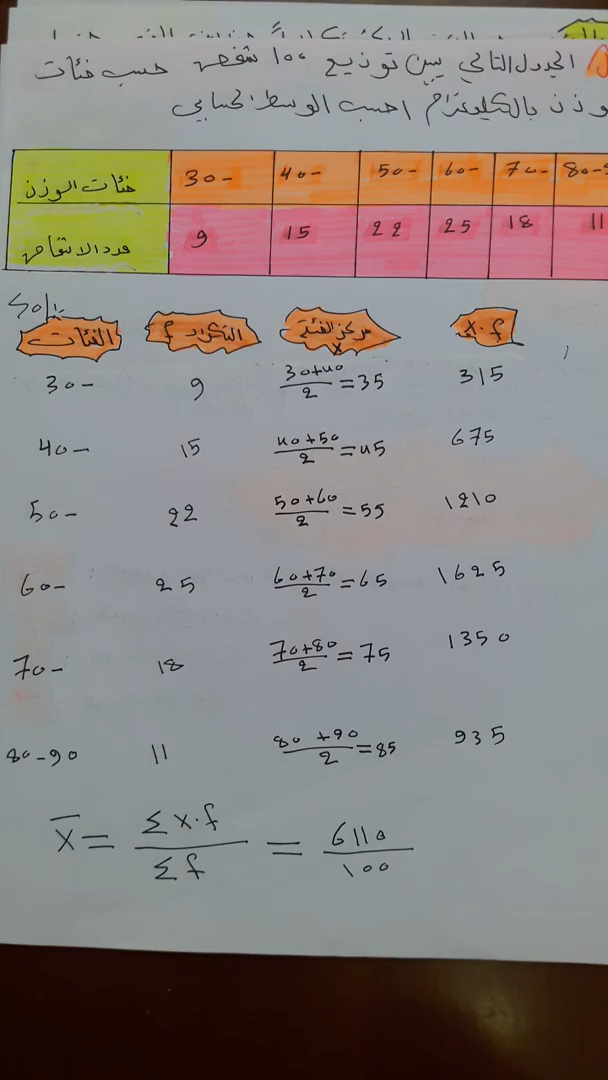 الجدول التالي يبين توزيع ١٠٠ شخص حسب فئات
وزن بالكيلوغرام احسب الوسط الحسابي
فئات الوزن 30- 40- 50- 60- 70- 80-
عدد الاشخاص 9 15 22 25 18 11
Sol/
الفئات التكرار f مركز الفئة x x.f
30- 9 30+40/2 =35 315
40- 15 40+50/2 =45 675
50- 22 50+60/2 =55 1210
60- 25 60+70/2 =65 1625
70- 18 70+80/2 =75 1350
80-90 11 80+90/2 =85 935
x̄ = Σx.f/Σf = 6110/100